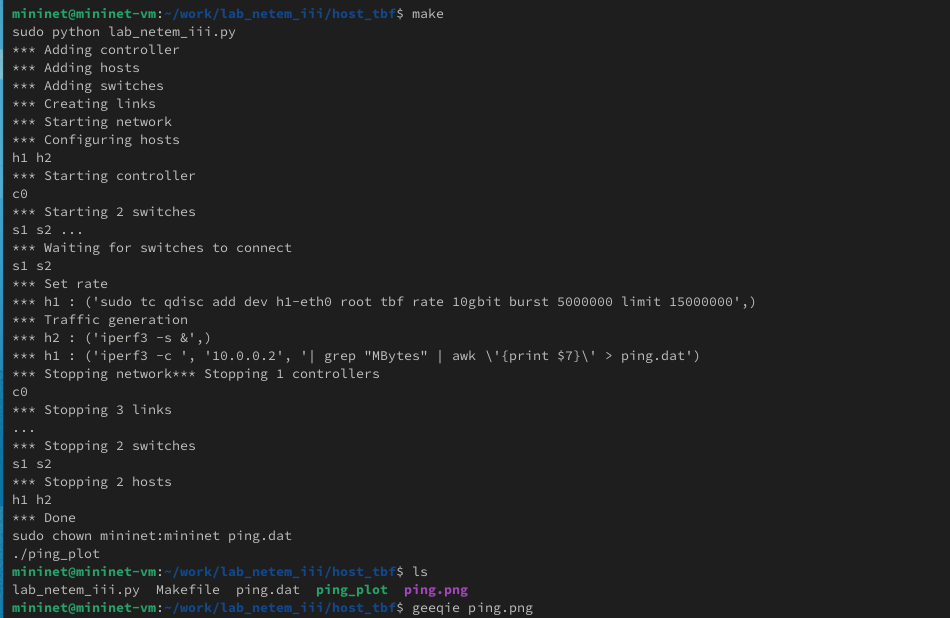 mininet@mininet-vm:~/work/lab_netem_iii/host_tbf$ make
sudo python lab_netem_iii.py
*** Adding controller
*** Adding hosts
*** Adding switches
*** Creating links
*** Starting network
*** Configuring hosts
h1 h2
*** Starting controller
c0
*** Starting 2 switches
s1 s2 ...
*** Waiting for switches to connect
s1 s2
*** Set rate
*** h1 : ('sudo tc qdisc add dev h1-eth0 root tbf rate 10gbit burst 5000000 limit 15000000',)
*** Traffic generation
*** h2 : ('iperf3 -s &',)
*** h1 : ('iperf3 -c ', '10.0.0.2', '| grep "MBytes" | awk \'{print $7}\' > ping.dat')
*** Stopping network*** Stopping 1 controllers
c0
*** Stopping 3 links
...
*** Stopping 2 switches
s1 s2
*** Stopping 2 hosts
h1 h2
*** Done
sudo chown mininet:mininet ping.dat
./ping_plot
mininet@mininet-vm:~/work/lab_netem_iii/host_tbf$ ls
lab_netem_iii.py  Makefile  ping.dat  ping_plot  ping.png
mininet@mininet-vm:~/work/lab_netem_iii/host_tbf$ geeqie ping.png